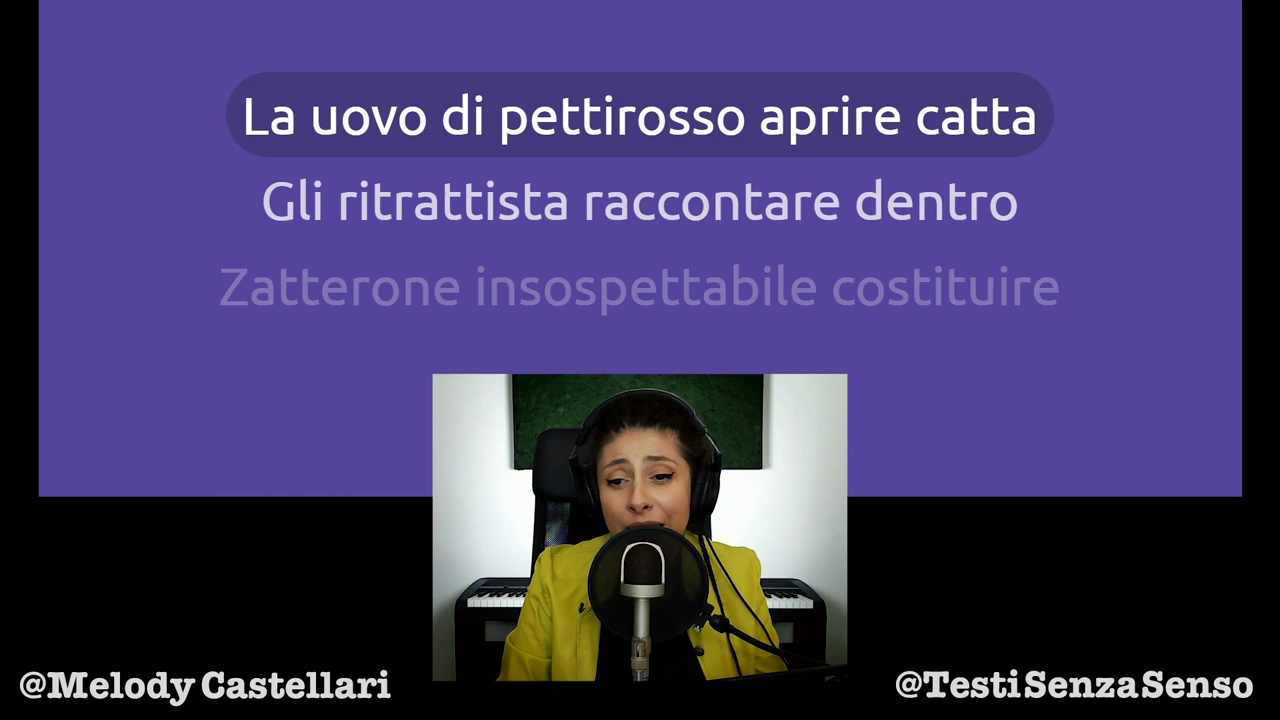 La uovo di pettirosso aprire catta
Gli ritrattista raccontare dentro
Zatterone insospettabile costituire
@Melody Castellari
@TestiSenzaSenso